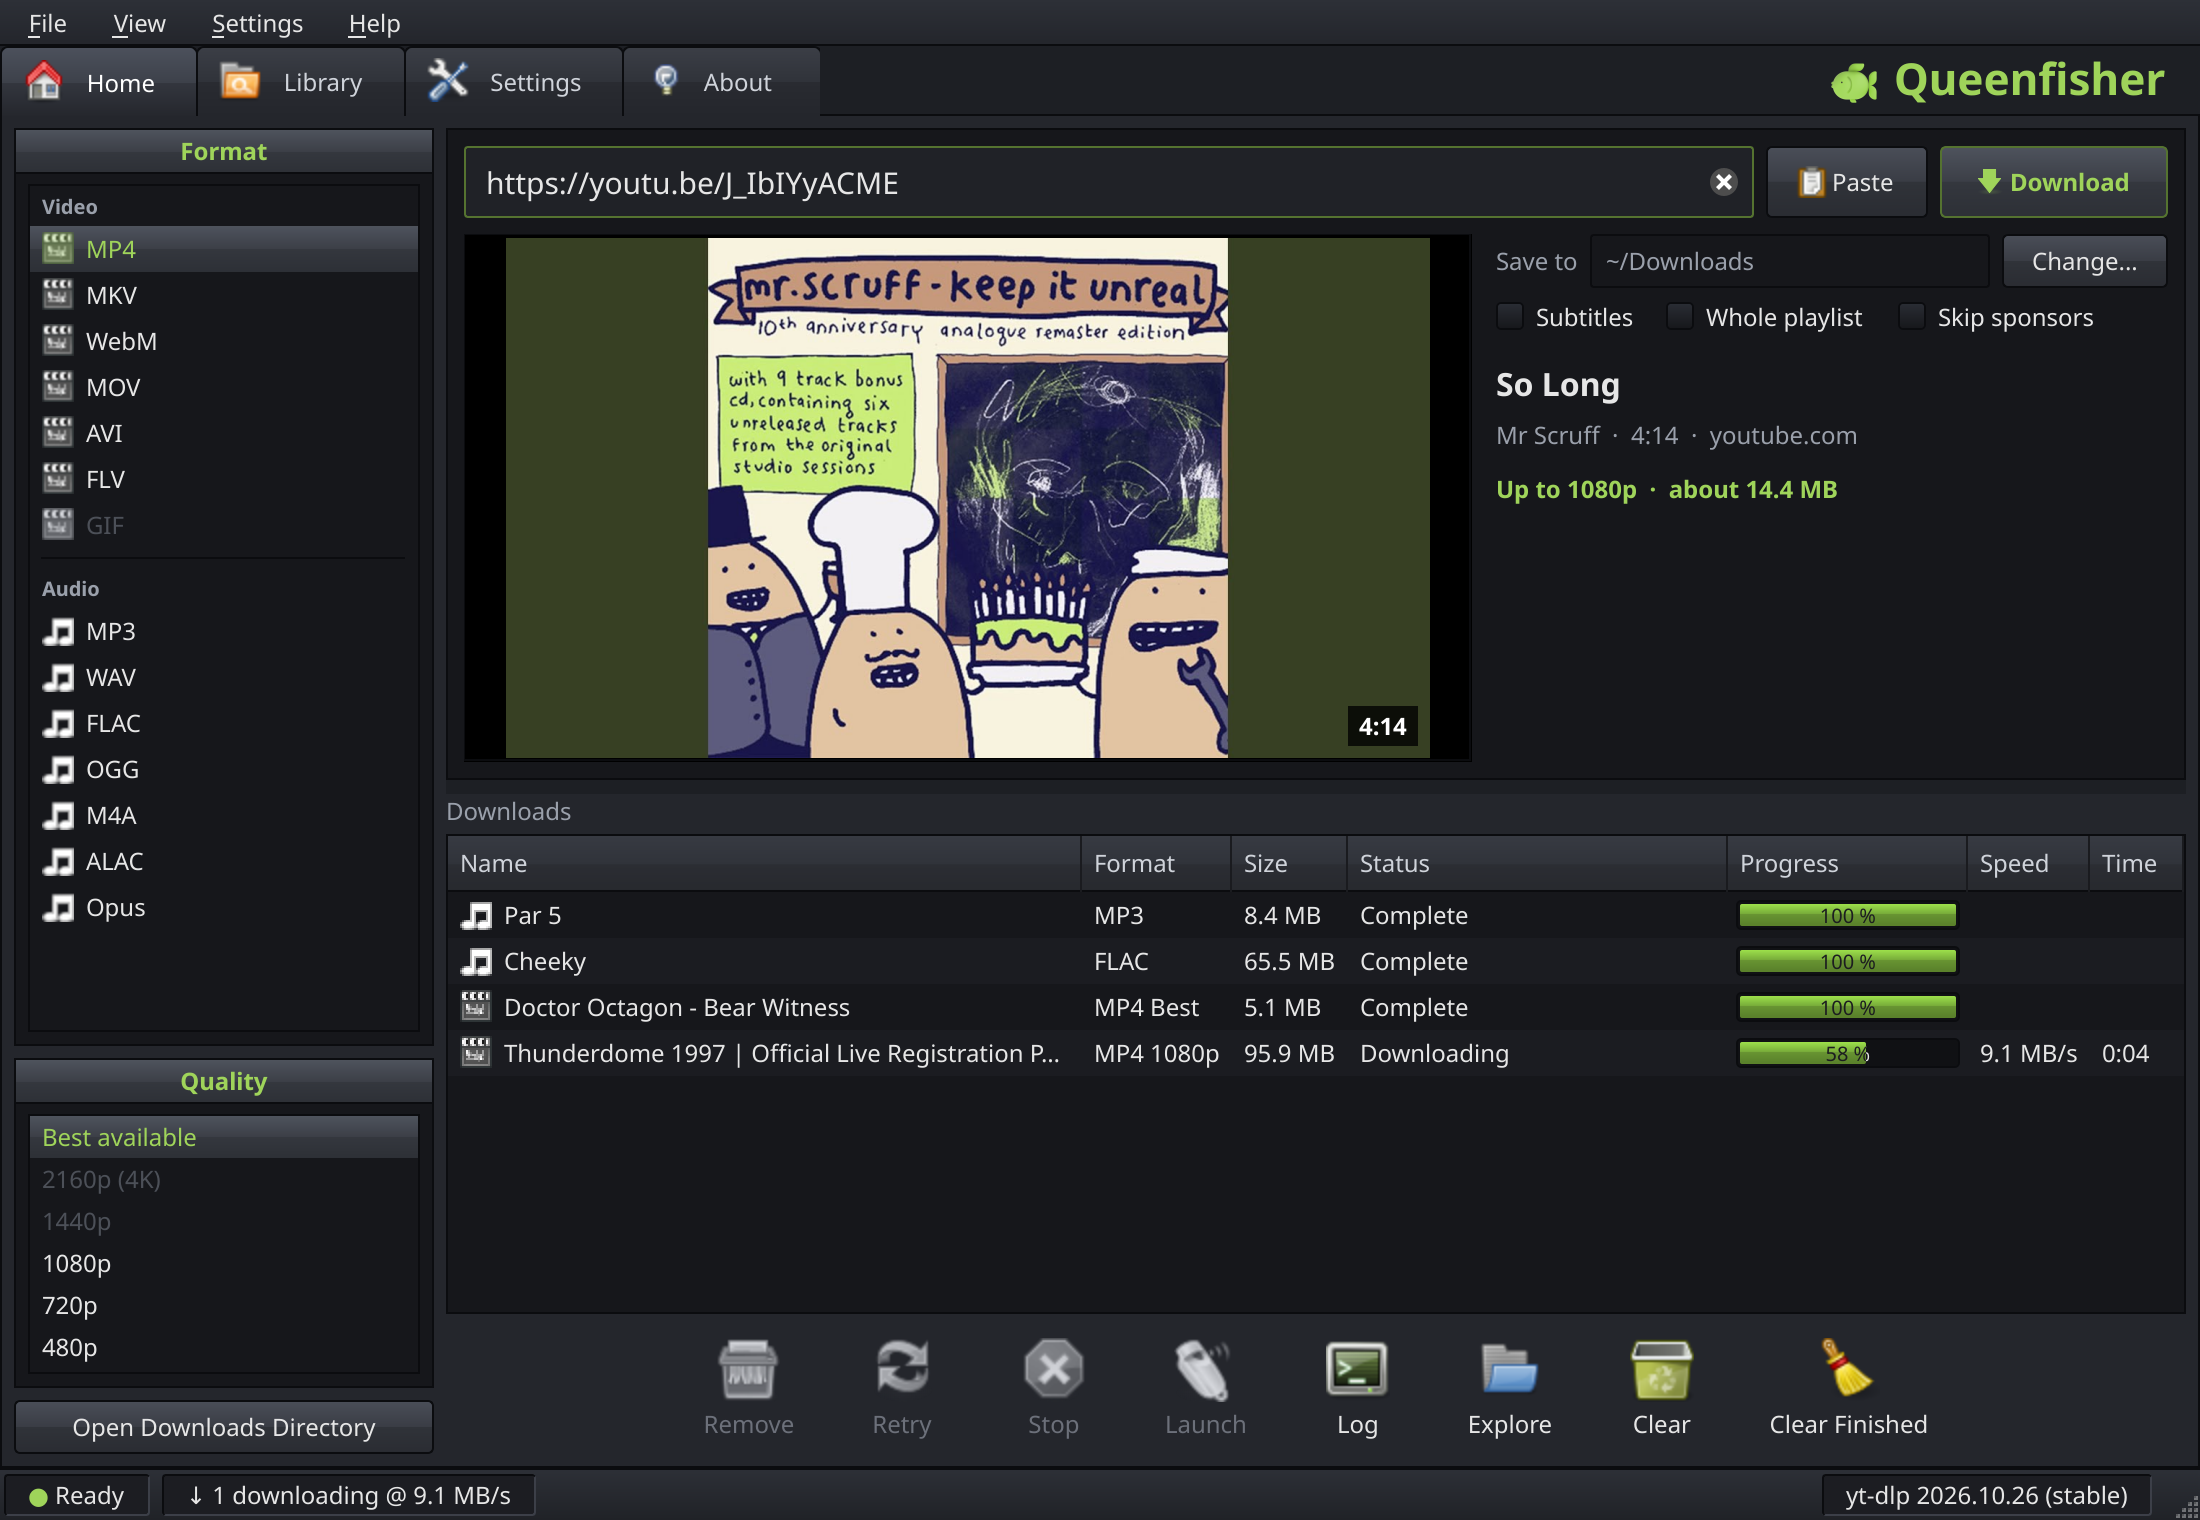 File View Settings Help
Home Library Settings About
Queenfisher
Format
Video
MP4
MKV
WebM
MOV
AVI
FLV
GIF
Audio
MP3
WAV
FLAC
OGG
M4A
ALAC
Opus
Quality
Best available
2160p (4K)
1440p
1080p
720p
480p
Open Downloads Directory
https://youtu.be/J_IbIYyACME
Paste
Download
mr.scruff - keep it unreal
10th anniversary analogue remaster edition
with 9 track bonus
cd, containing six
unreleased tracks
from the original
studio sessions
4:14
Save to ~/Downloads Change...
Subtitles Whole playlist Skip sponsors
So Long
Mr Scruff · 4:14 · youtube.com
Up to 1080p · about 14.4 MB
Downloads
Name Format Size Status Progress Speed Time
Par 5 MP3 8.4 MB Complete 100 %
Cheeky FLAC 65.5 MB Complete 100 %
Doctor Octagon - Bear Witness MP4 Best 5.1 MB Complete 100 %
Thunderdome 1997 | Official Live Registration P... MP4 1080p 95.9 MB Downloading 58 % 9.1 MB/s 0:04
Remove Retry Stop Launch Log Explore Clear Clear Finished
Ready
↓ 1 downloading @ 9.1 MB/s
yt-dlp 2026.10.26 (stable)